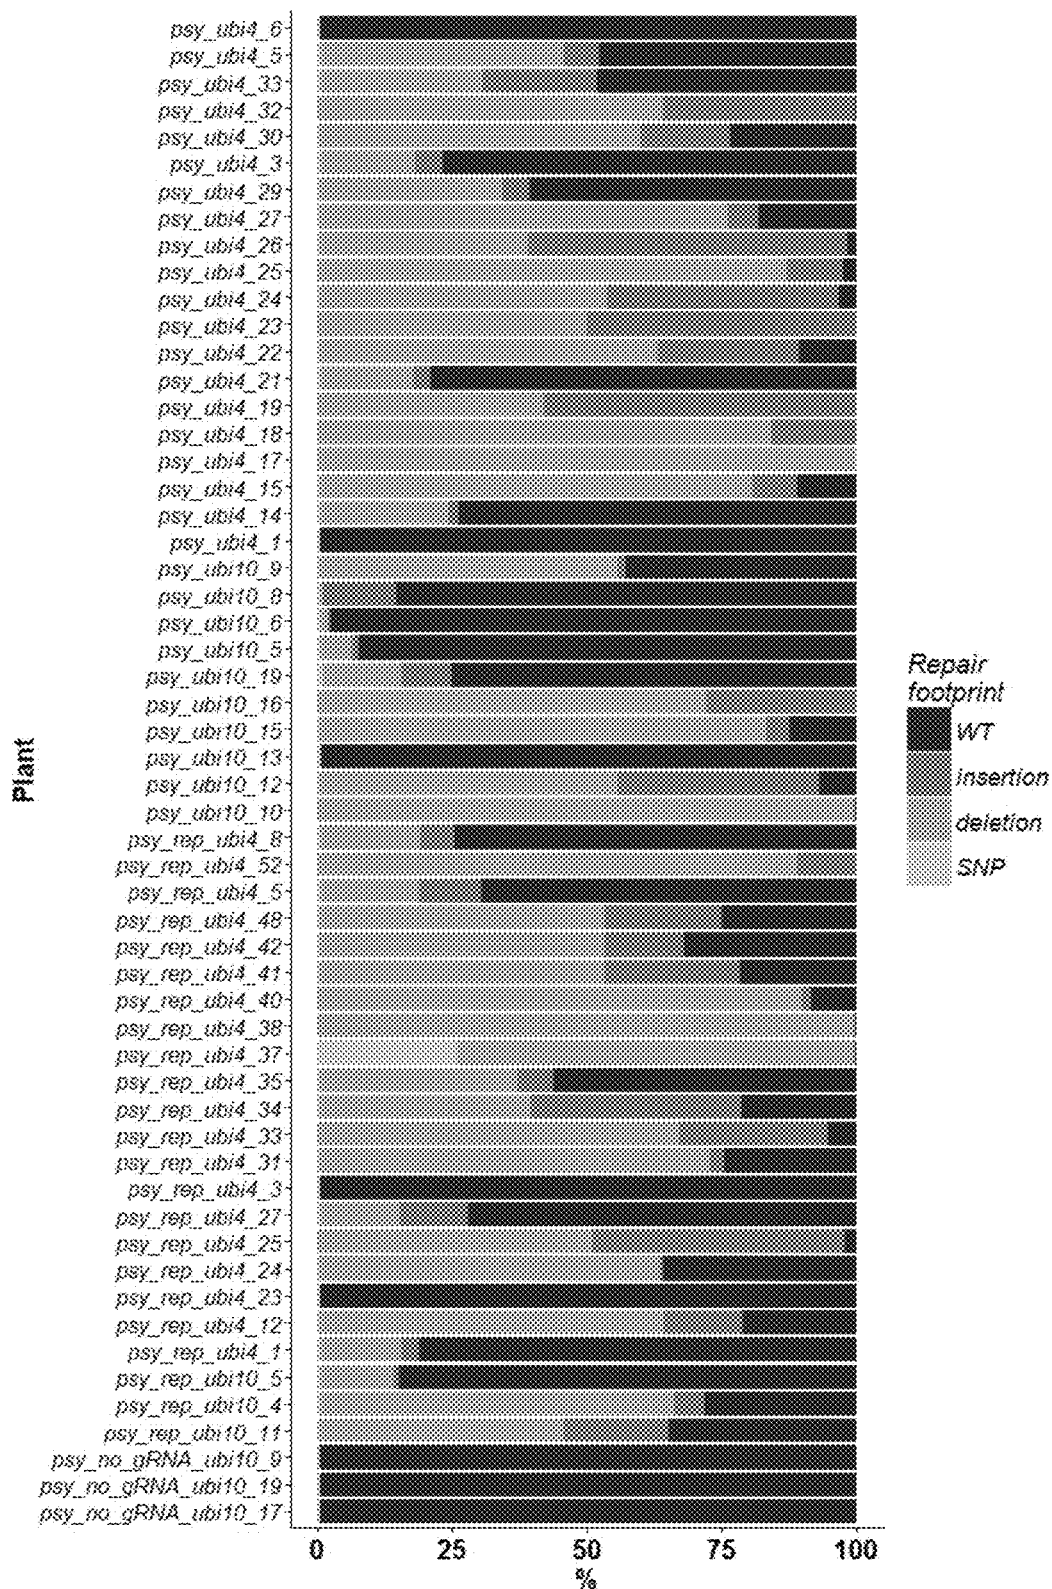 psy_ubi4_6
psy_ubi4_5
psy_ubi4_33
psy_ubi4_32
psy_ubi4_30
psy_ubi4_3
psy_ubi4_29
psy_ubi4_27
psy_ubi4_26
psy_ubi4_25
psy_ubi4_24
psy_ubi4_23
psy_ubi4_22
psy_ubi4_21
psy_ubi4_19
psy_ubi4_18
psy_ubi4_17
psy_ubi4_15
psy_ubi4_14
psy_ubi4_1
psy_ubi10_9
psy_ubi10_8
psy_ubi10_6
psy_ubi10_5
psy_ubi10_19
psy_ubi10_16
psy_ubi10_15
psy_ubi10_13
psy_ubi10_12
psy_ubi10_10
psy_rep_ubi4_8
psy_rep_ubi4_52
psy_rep_ubi4_5
psy_rep_ubi4_48
psy_rep_ubi4_42
psy_rep_ubi4_41
psy_rep_ubi4_40
psy_rep_ubi4_38
psy_rep_ubi4_37
psy_rep_ubi4_35
psy_rep_ubi4_34
psy_rep_ubi4_33
psy_rep_ubi4_31
psy_rep_ubi4_3
psy_rep_ubi4_27
psy_rep_ubi4_25
psy_rep_ubi4_24
psy_rep_ubi4_23
psy_rep_ubi4_12
psy_rep_ubi4_1
psy_rep_ubi10_5
psy_rep_ubi10_4
psy_rep_ubi10_11
psy_no_gRNA_ubi10_9
psy_no_gRNA_ubi10_19
psy_no_gRNA_ubi10_17
Plant
0 25 50 75 100
%
Repair
footprint
WT
insertion
deletion
SNP